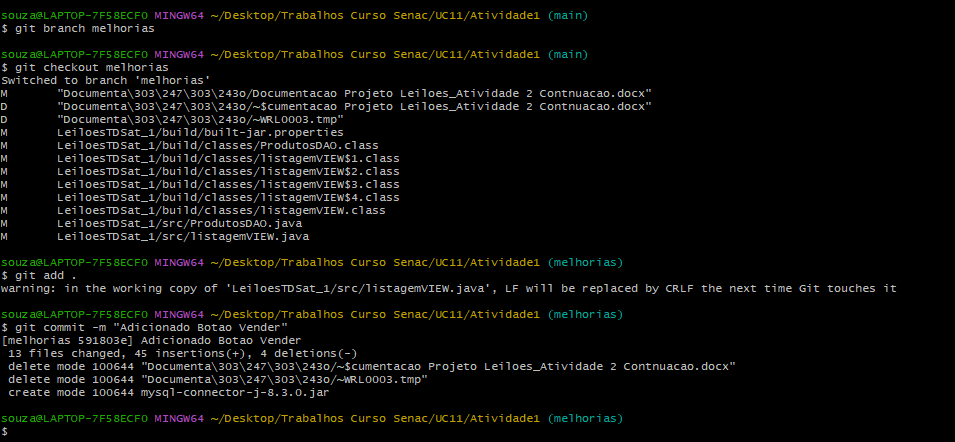 souza@LAPTOP-7F58ECF0 MINGW64 ~/Desktop/Trabalhos Curso Senac/UC11/Atividade1 (main)
$ git branch melhorias
souza@LAPTOP-7F58ECF0 MINGW64 ~/Desktop/Trabalhos Curso Senac/UC11/Atividade1 (main)
$ git checkout melhorias
Switched to branch 'melhorias'
M       "Documenta\303\247\303\243o/Documentacao Projeto Leiloes_Atividade 2 Contnuacao.docx"
D       "Documenta\303\247\303\243o/~$cumentacao Projeto Leiloes_Atividade 2 Contnuacao.docx"
D       "Documenta\303\247\303\243o/~WRL0003.tmp"
M       LeiloesTDSat_1/build/built-jar.properties
M       LeiloesTDSat_1/build/classes/ProdutosDAO.class
M       LeiloesTDSat_1/build/classes/listagemVIEW$1.class
M       LeiloesTDSat_1/build/classes/listagemVIEW$2.class
M       LeiloesTDSat_1/build/classes/listagemVIEW$3.class
M       LeiloesTDSat_1/build/classes/listagemVIEW$4.class
M       LeiloesTDSat_1/build/classes/listagemVIEW.class
M       LeiloesTDSat_1/src/ProdutosDAO.java
M       LeiloesTDSat_1/src/listagemVIEW.java
souza@LAPTOP-7F58ECF0 MINGW64 ~/Desktop/Trabalhos Curso Senac/UC11/Atividade1 (melhorias)
$ git add .
warning: in the working copy of 'LeiloesTDSat_1/src/listagemVIEW.java', LF will be replaced by CRLF the next time Git touches it
souza@LAPTOP-7F58ECF0 MINGW64 ~/Desktop/Trabalhos Curso Senac/UC11/Atividade1 (melhorias)
$ git commit -m "Adicionado Botao Vender"
[melhorias 591803e] Adicionado Botao Vender
 13 files changed, 45 insertions(+), 4 deletions(-)
 delete mode 100644 "Documenta\303\247\303\243o/~$cumentacao Projeto Leiloes_Atividade 2 Contnuacao.docx"
 delete mode 100644 "Documenta\303\247\303\243o/~WRL0003.tmp"
 create mode 100644 mysql-connector-j-8.3.0.jar
souza@LAPTOP-7F58ECF0 MINGW64 ~/Desktop/Trabalhos Curso Senac/UC11/Atividade1 (melhorias)
$